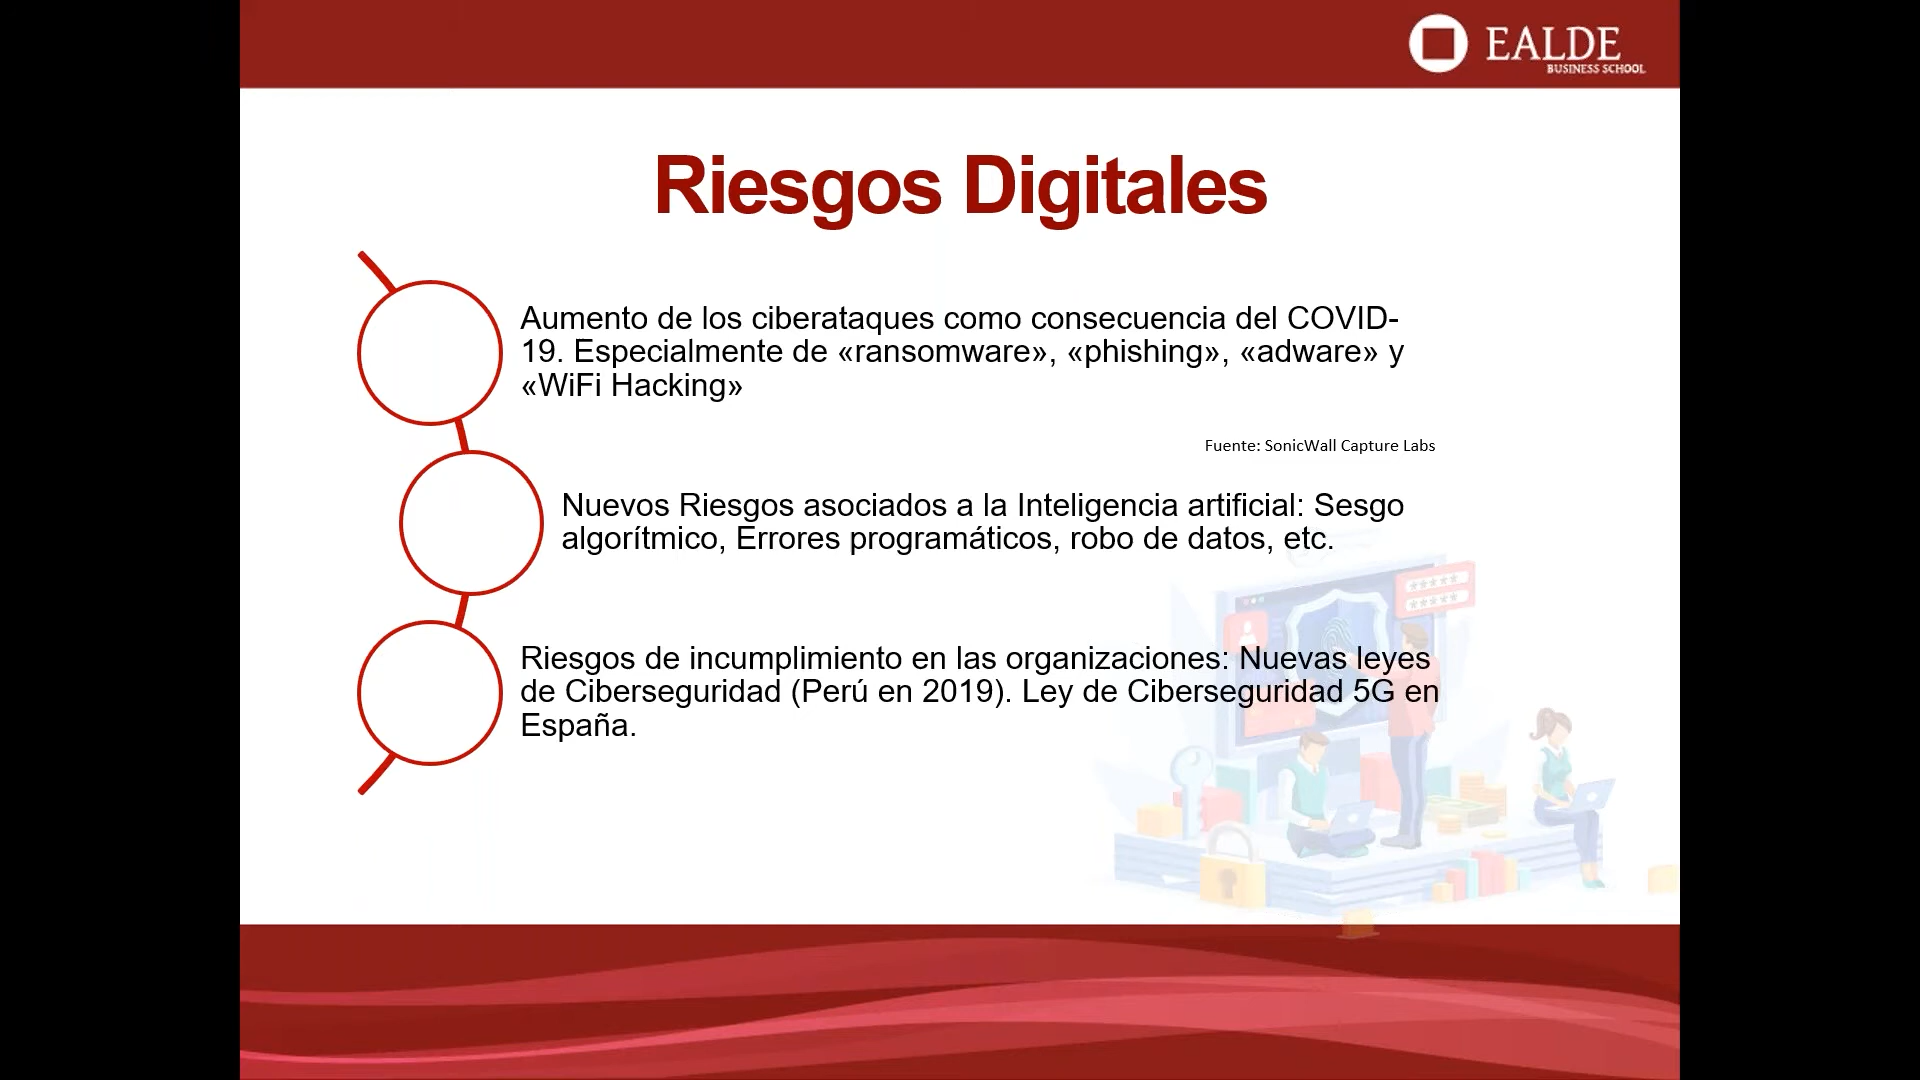 EALDE
BUSINESS SCHOOL
Riesgos Digitales
Aumento de los ciberataques como consecuencia del COVID-
19. Especialmente de «ransomware», «phishing», «adware» y
«WiFi Hacking»
Fuente: SonicWall Capture Labs
Nuevos Riesgos asociados a la Inteligencia artificial: Sesgo
algorítmico, Errores programáticos, robo de datos, etc.
Riesgos de incumplimiento en las organizaciones: Nuevas leyes
de Ciberseguridad (Perú en 2019). Ley de Ciberseguridad 5G en
España.